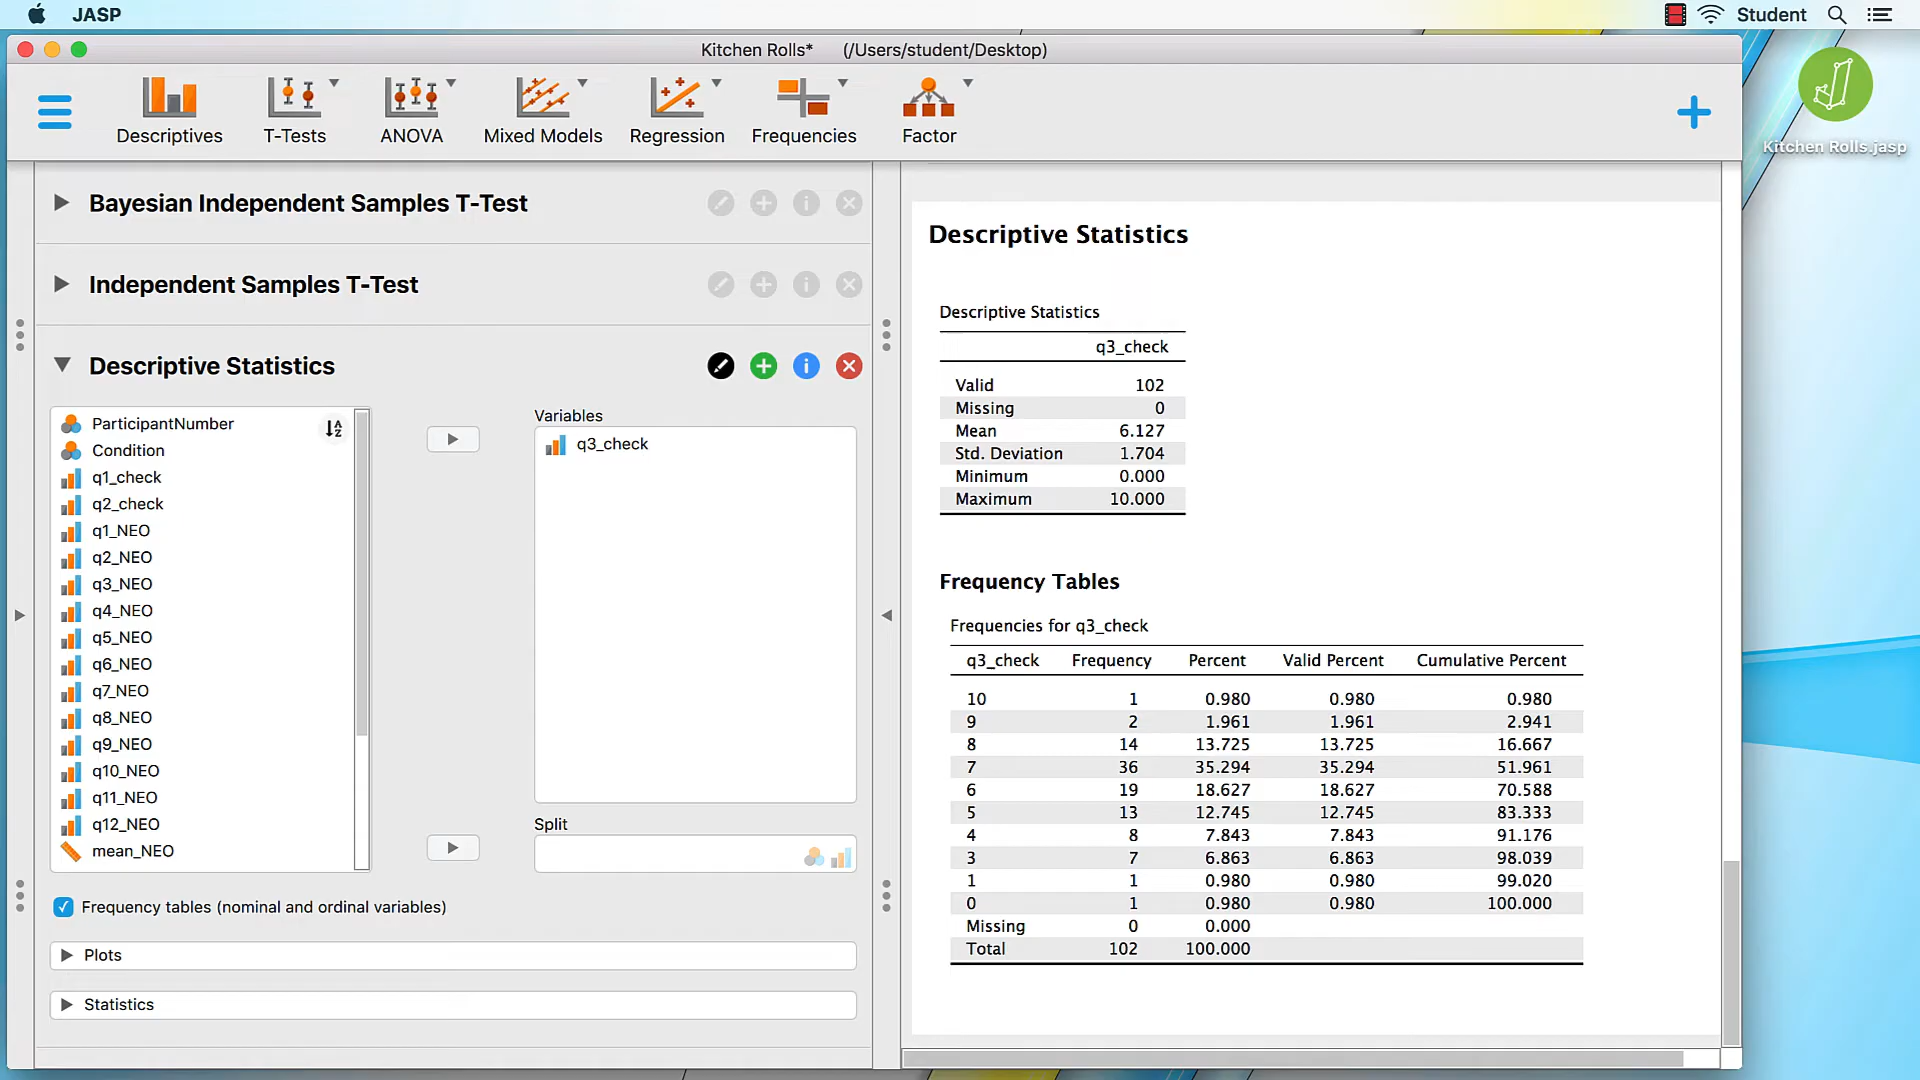 JASP
Student
Kitchen Rolls* (/Users/student/Desktop)
Descriptives
T-Tests
ANOVA
Mixed Models
Regression
Frequencies
Factor
Kitchen Rolls.jasp
Bayesian Independent Samples T-Test
Independent Samples T-Test
Descriptive Statistics
ParticipantNumber
Condition
q1_check
q2_check
q1_NEO
q2_NEO
q3_NEO
q4_NEO
q5_NEO
q6_NEO
q7_NEO
q8_NEO
q9_NEO
q10_NEO
q11_NEO
q12_NEO
mean_NEO
Variables
q3_check
Split
Frequency tables (nominal and ordinal variables)
Plots
Statistics
Descriptive Statistics
Descriptive Statistics
q3_check
Valid 102
Missing 0
Mean 6.127
Std. Deviation 1.704
Minimum 0.000
Maximum 10.000
Frequency Tables
Frequencies for q3_check
q3_check Frequency Percent Valid Percent Cumulative Percent
10 1 0.980 0.980 0.980
9 2 1.961 1.961 2.941
8 14 13.725 13.725 16.667
7 36 35.294 35.294 51.961
6 19 18.627 18.627 70.588
5 13 12.745 12.745 83.333
4 8 7.843 7.843 91.176
3 7 6.863 6.863 98.039
1 1 0.980 0.980 99.020
0 1 0.980 0.980 100.000
Missing 0 0.000
Total 102 100.000